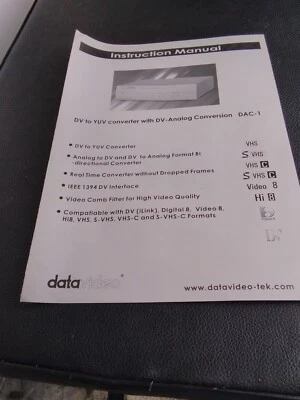 Instruction Manual
DV to YUV converter with DV-Analog Conversion DAC-1
DV to YUV Converter
Analog to DV and DV to Analog Format Bi
-directional Converter
Real Time Converter without Dropped Frames
IEEE 1394 DV Interface
Video Comb Filter for High Video Quality
Compatiable with DV (iLink), Digital 8, Video 8,
Hi8, VHS, S-VHS, VHS-C and S-VHS-C Formats
VHS
S VHS
VHS C
S VHS C
Video 8
Hi 8
DV
datavideo
www.datavideo-tek.com